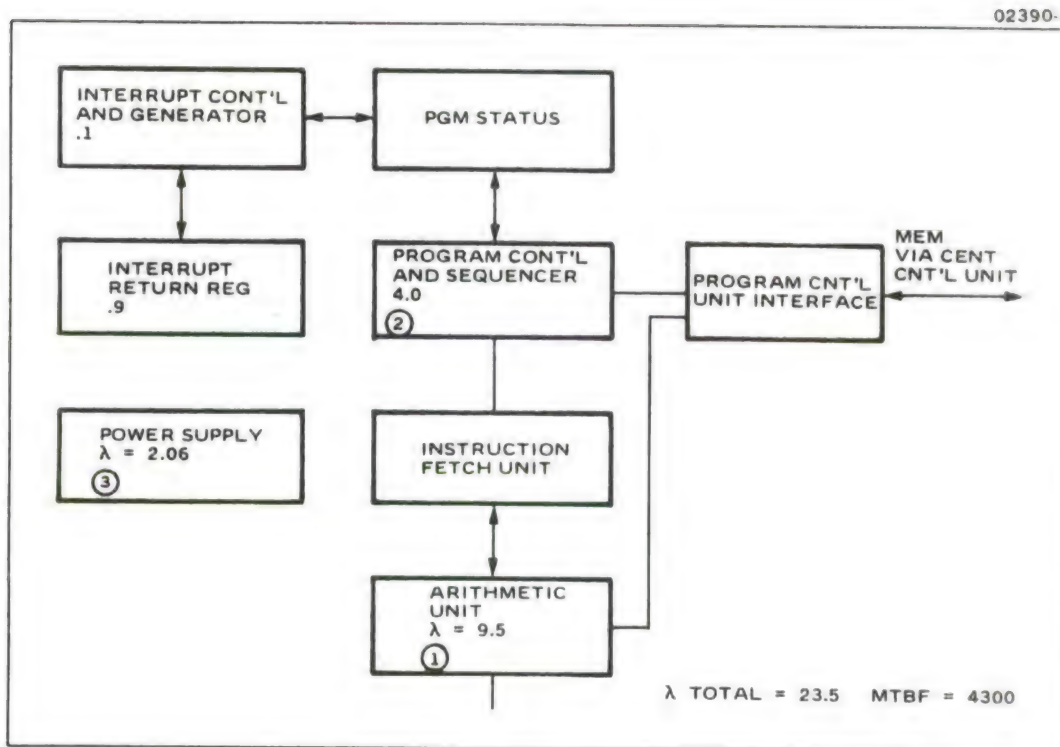 02390-
INTERRUPT CONT'L
AND GENERATOR
.1
PGM STATUS
INTERRUPT
RETURN REG
.9
PROGRAM CONT'L
AND SEQUENCER
4.0
2
PROGRAM CNT'L
UNIT INTERFACE
MEM
VIA CENT
CNT'L UNIT
POWER SUPPLY
λ = 2.06
3
INSTRUCTION
FETCH UNIT
ARITHMETIC
UNIT
λ = 9.5
1
λ TOTAL = 23.5 MTBF = 4300